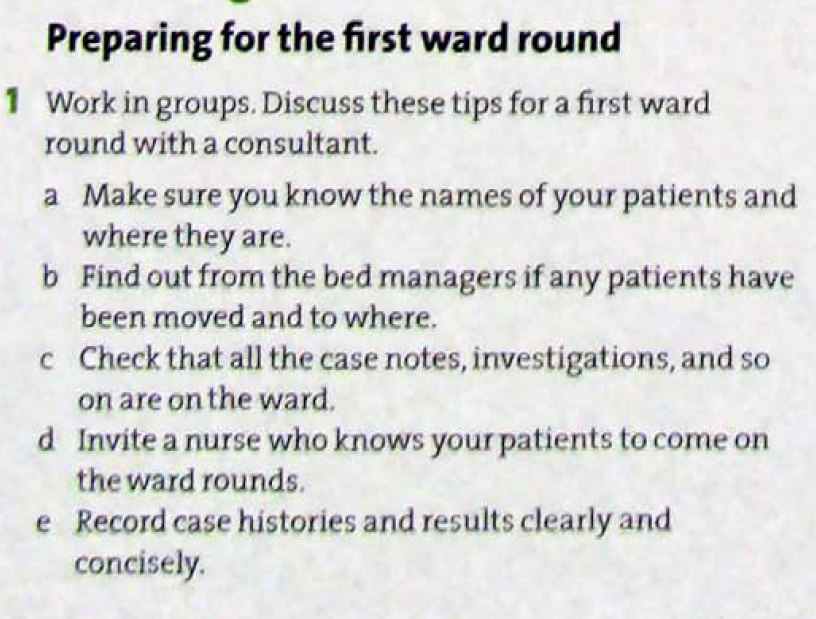 Preparing for the first ward round
1 Work in groups. Discuss these tips for a first ward
round with a consultant.
a Make sure you know the names of your patients and
where they are.
b Find out from the bed managers if any patients have
been moved and to where.
c Check that all the case notes, investigations, and so
on are on the ward.
d Invite a nurse who knows your patients to come on
the ward rounds.
e Record case histories and results clearly and
concisely.